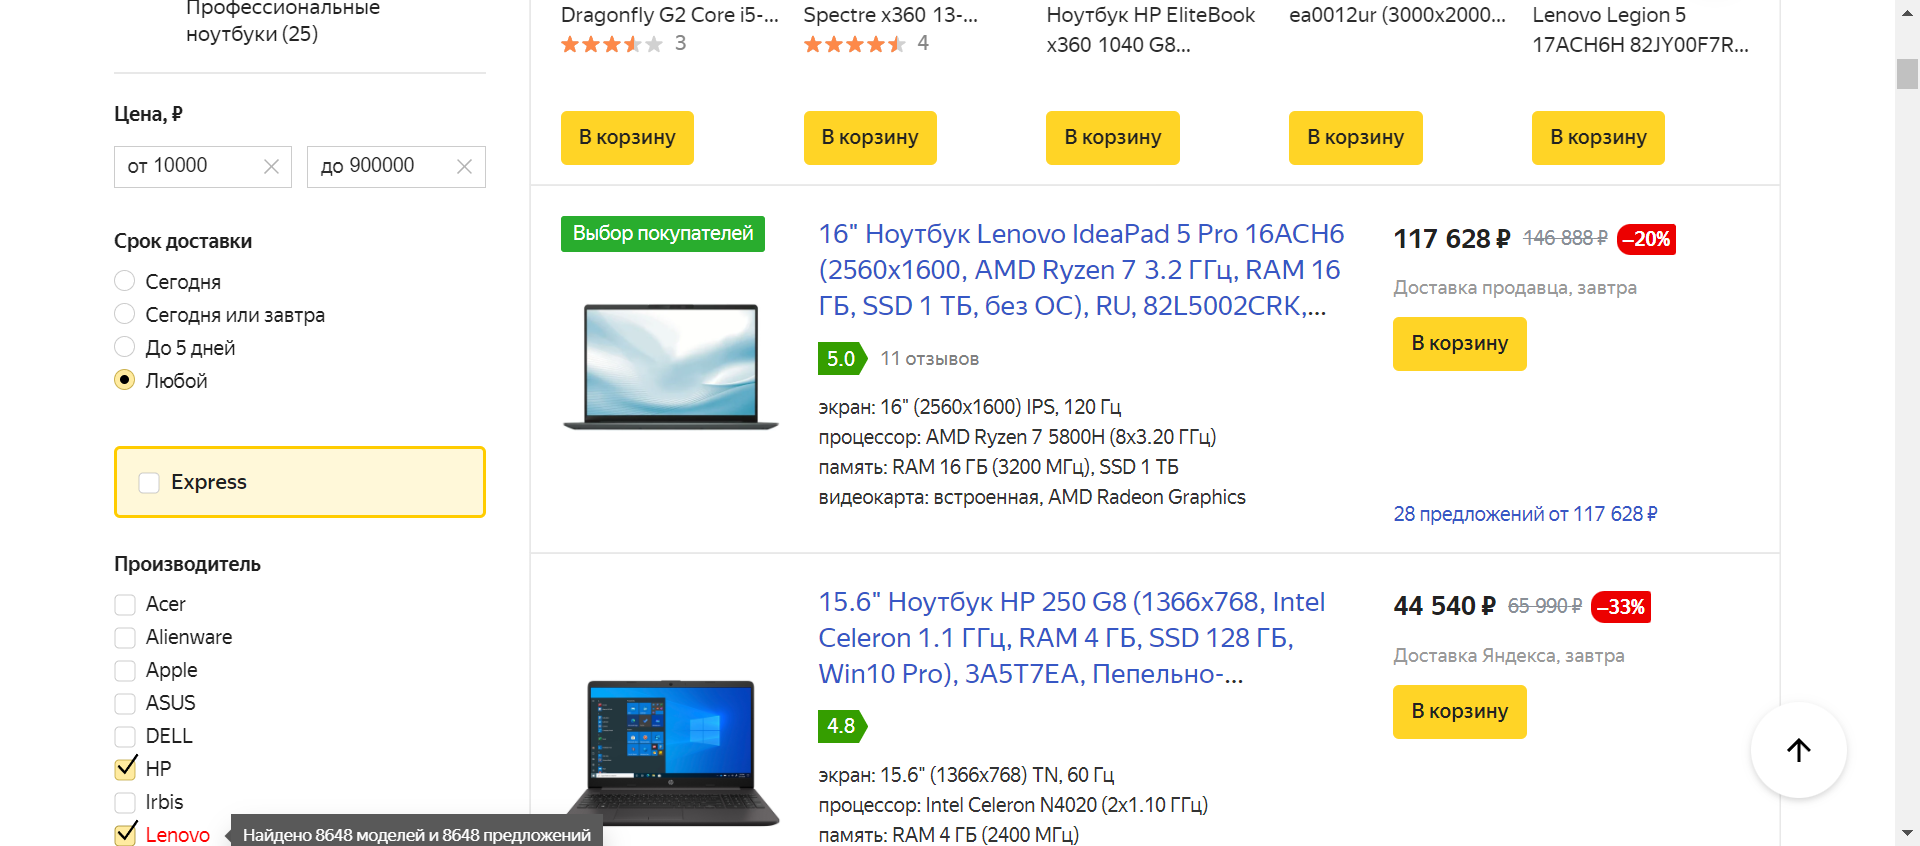 Профессиональные
ноутбуки (25)
Цена, ₽
от 10000
до 900000
Срок доставки
Сегодня
Сегодня или завтра
До 5 дней
Любой
Express
Производитель
Acer
Alienware
Apple
ASUS
DELL
HP
Irbis
Lenovo
Найдено 8648 моделей и 8648 предложений
Dragonfly G2 Core i5-...
3
В корзину
Spectre x360 13-...
4
В корзину
Ноутбук HP EliteBook
x360 1040 G8...
В корзину
ea0012ur (3000x2000...
В корзину
Lenovo Legion 5
17ACH6H 82JY00F7R...
В корзину
Выбор покупателей
16" Ноутбук Lenovo IdeaPad 5 Pro 16ACH6
(2560x1600, AMD Ryzen 7 3.2 ГГц, RAM 16
ГБ, SSD 1 ТБ, без ОС), RU, 82L5002CRK,...
5.0
11 отзывов
экран: 16" (2560x1600) IPS, 120 Гц
процессор: AMD Ryzen 7 5800H (8x3.20 ГГц)
память: RAM 16 ГБ (3200 МГц), SSD 1 ТБ
видеокарта: встроенная, AMD Radeon Graphics
117 628 ₽ 146 888 ₽ –20%
Доставка продавца, завтра
В корзину
28 предложений от 117 628 ₽
15.6" Ноутбук HP 250 G8 (1366x768, Intel
Celeron 1.1 ГГц, RAM 4 ГБ, SSD 128 ГБ,
Win10 Pro), 3A5T7EA, Пепельно-...
4.8
экран: 15.6" (1366x768) TN, 60 Гц
процессор: Intel Celeron N4020 (2x1.10 ГГц)
память: RAM 4 ГБ (2400 МГц)
44 540 ₽ 65 990 ₽ –33%
Доставка Яндекса, завтра
В корзину